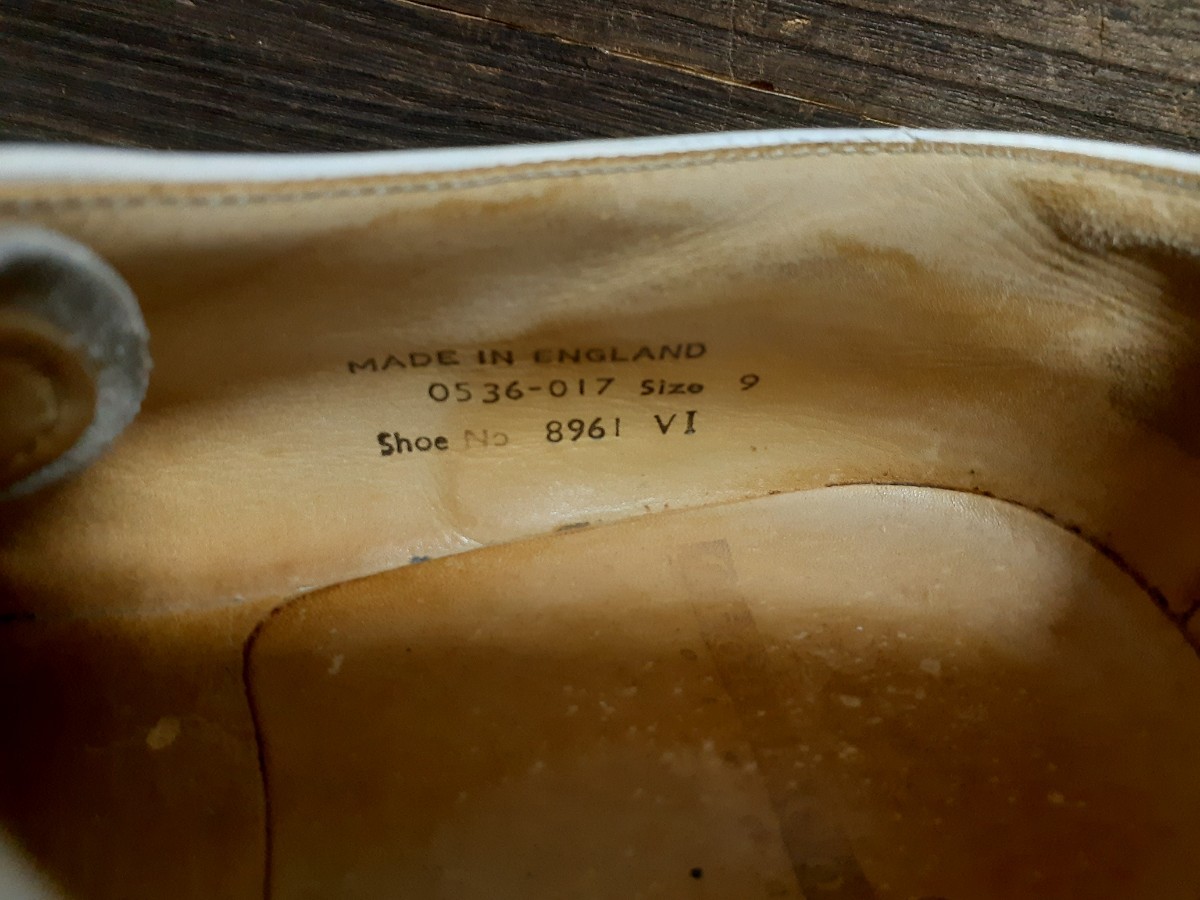 MADE IN ENGLAND
0536-017 Size 9
Shoe No 8961 VI